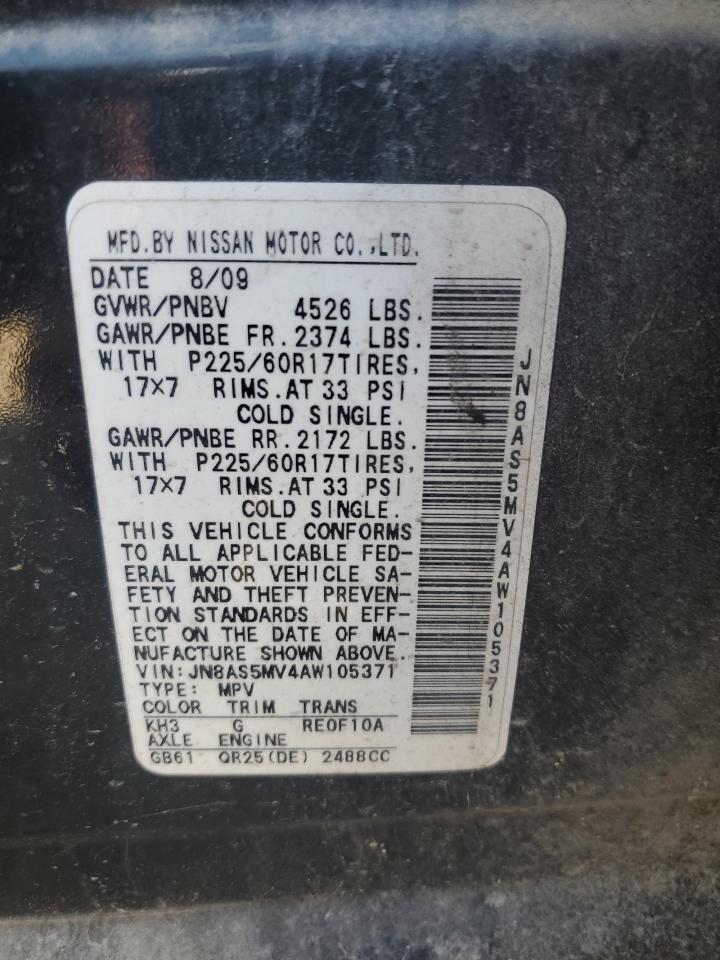 MFD.BY NISSAN MOTOR CO.,LTD.
DATE 8/09
GVWR/PNBV 4526 LBS.
GAWR/PNBE FR.2374 LBS.
WITH P225/60R17TIRES,
17×7 RIMS.AT 33 PSI
COLD SINGLE.
GAWR/PNBE RR.2172 LBS.
WITH P225/60R17TIRES,
17×7 RIMS.AT 33 PSI
COLD SINGLE.
THIS VEHICLE CONFORMS
TO ALL APPLICABLE FED-
ERAL MOTOR VEHICLE SA-
FETY AND THEFT PREVEN-
TION STANDARDS IN EFF-
ECT ON THE DATE OF MA-
NUFACTURE SHOWN ABOVE.
VIN:JN8AS5MV4AW105371
TYPE: MPV
COLOR TRIM TRANS
KH3 G RE0F10A
AXLE ENGINE
GB61 QR25(DE) 2488CC
JN8AS5MV4AW105371